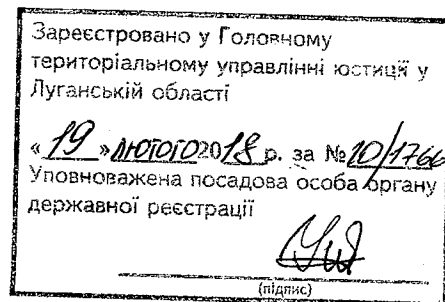 Зареєстровано у Головному
територіальному управлінні юстиції у
Луганській області
« 19 » лютого 2018 р. за № 10/1766
Уповноважена посадова особа органу
державної реєстрації
(підпис)